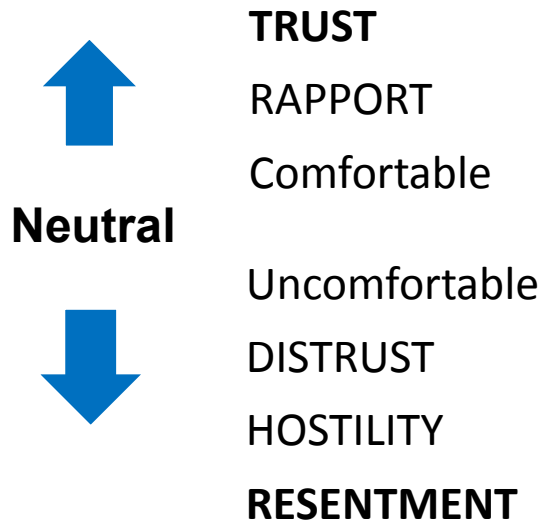 TRUST
RAPPORT
Comfortable
Neutral
Uncomfortable
DISTRUST
HOSTILITY
RESENTMENT